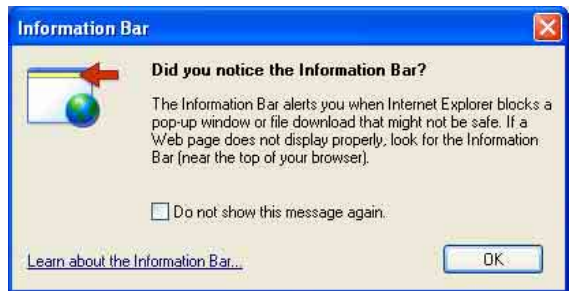 Information Bar
Did you notice the Information Bar?
The Information Bar alerts you when Internet Explorer blocks a
pop-up window or file download that might not be safe. If a
Web page does not display properly, look for the Information
Bar (near the top of your browser).
Do not show this message again.
Learn about the Information Bar...
OK